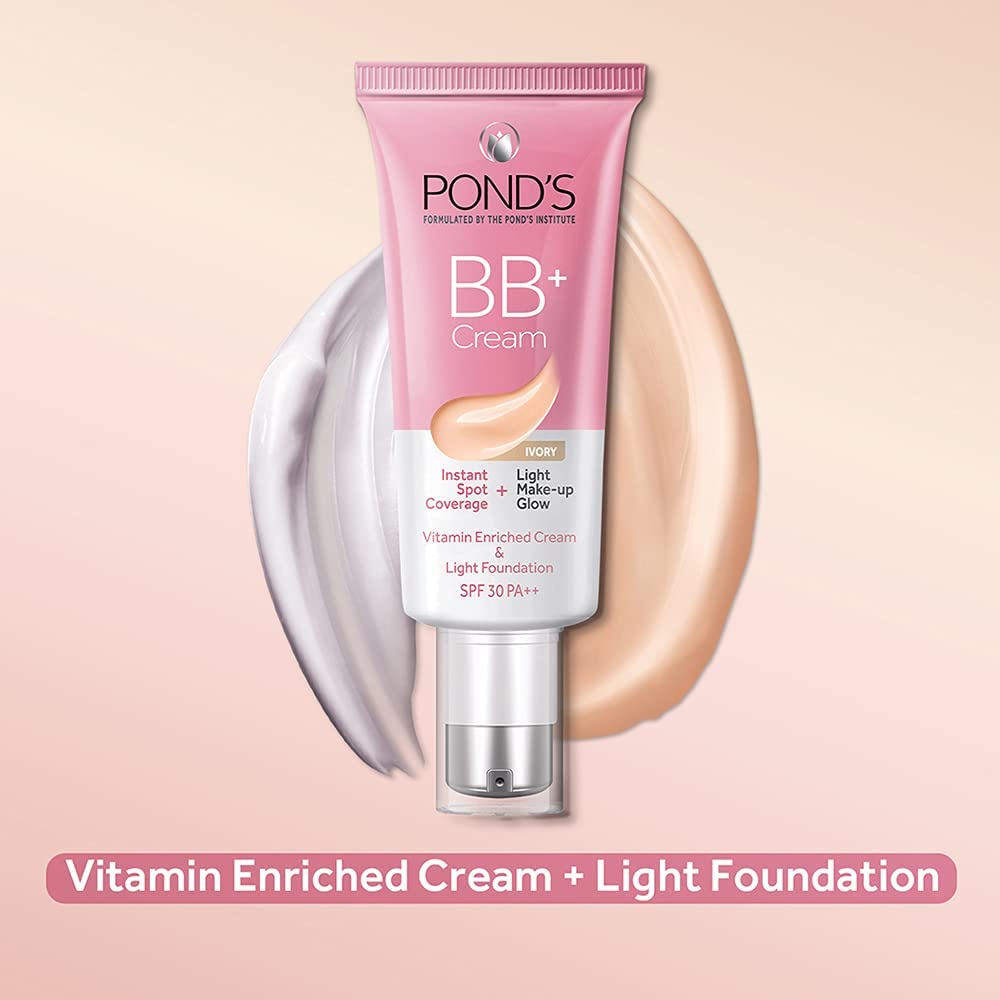 POND'S
FORMULATED BY THE POND'S INSTITUTE
BB+
Cream
IVORY
Instant
Spot
Coverage
+
Light
Make-up
Glow
Vitamin Enriched Cream
&
Light Foundation
SPF 30 PA++
Vitamin Enriched Cream + Light Foundation